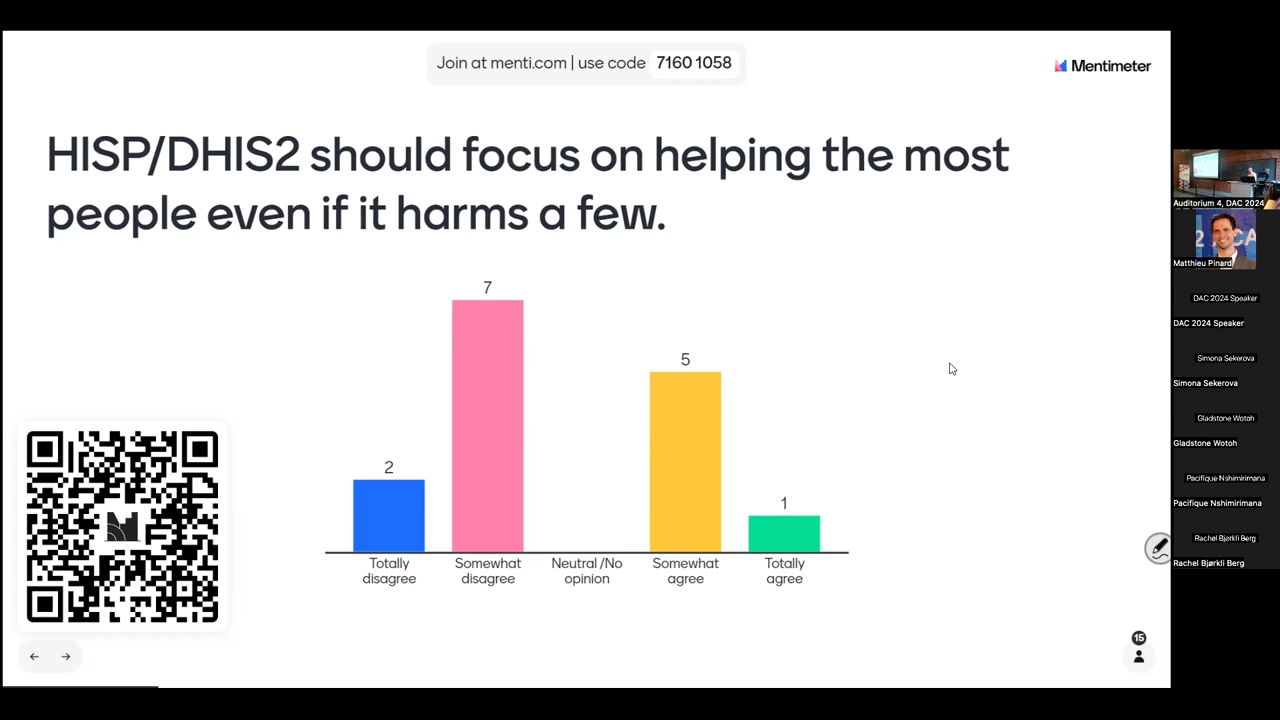 Join at menti.com | use code 7160 1058
Mentimeter
HISP/DHIS2 should focus on helping the most
people even if it harms a few.
7
5
2
1
Totally
disagree
Somewhat
disagree
Neutral /No
opinion
Somewhat
agree
Totally
agree
15
Auditorium 4, DAC 2024
Matthieu Pinard
DAC 2024 Speaker
DAC 2024 Speaker
Simona Sekerova
Simona Sekerova
Gladstone Wotoh
Gladstone Wotoh
Pacifique Nshimirimana
Pacifique Nshimirimana
Rachel Bjørkli Berg
Rachel Bjørkli Berg